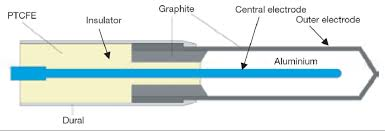 PTCFE
Insulator
Graphite
Central electrode
Outer electrode
Aluminium
Dural